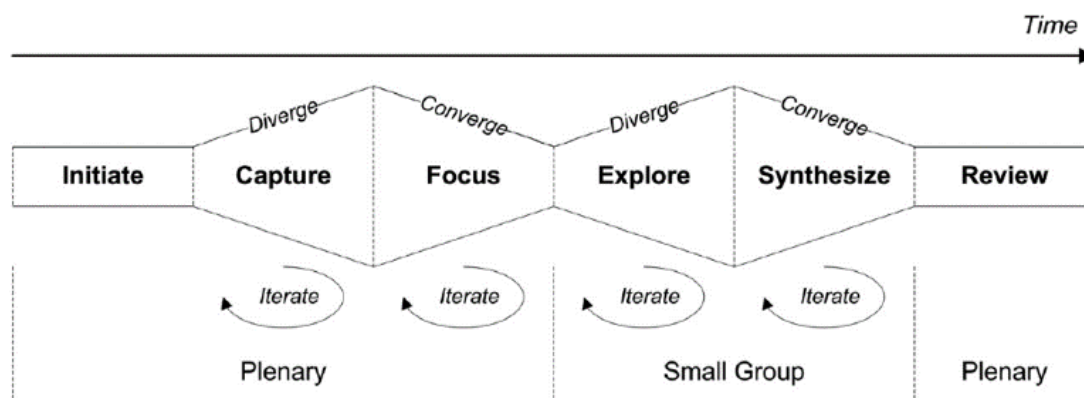 Time
Diverge Converge Diverge Converge
Initiate Capture Focus Explore Synthesize Review
Iterate Iterate Iterate Iterate
Plenary Small Group Plenary